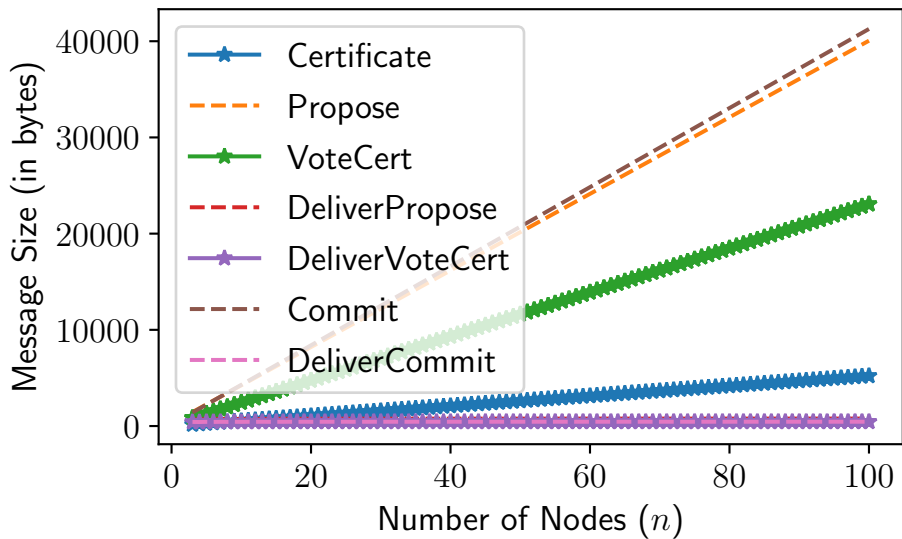 40000
30000
20000
10000
0
Message Size (in bytes)
Certificate
Propose
VoteCert
DeliverPropose
DeliverVoteCert
Commit
DeliverCommit
0 20 40 60 80 100
Number of Nodes (n)